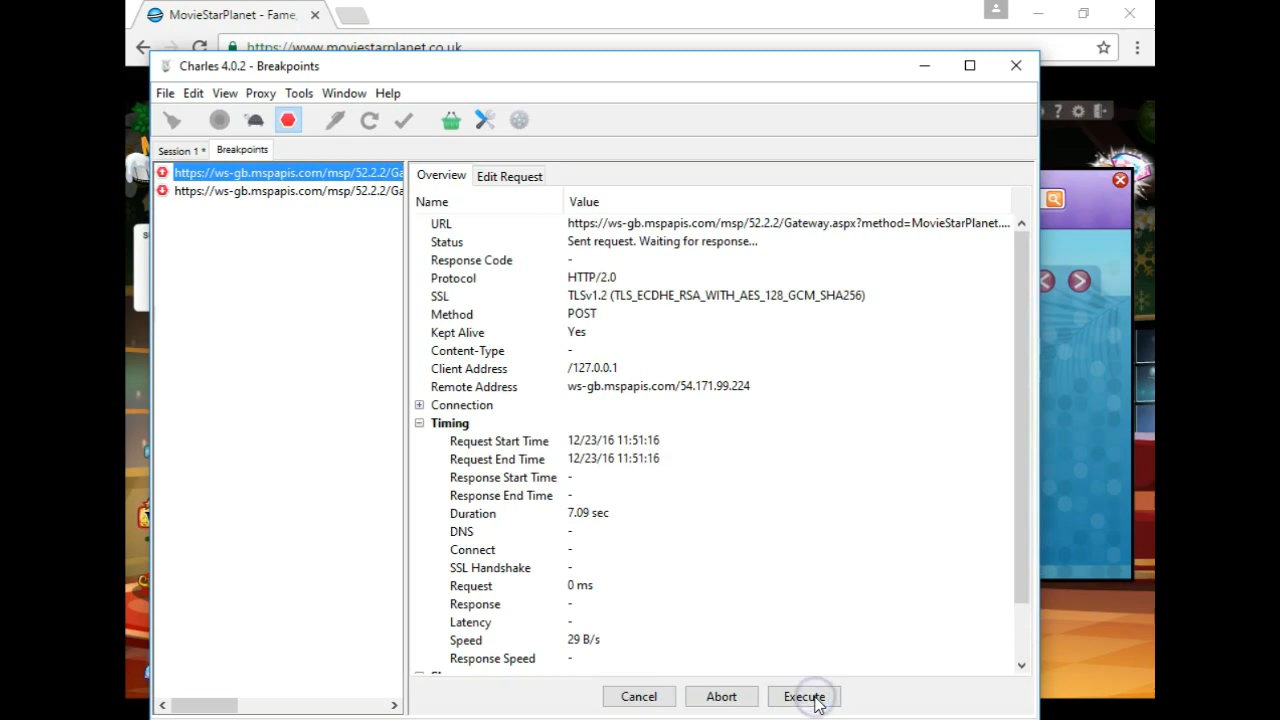 MovieStarPlanet - Fame,
https://www.moviestarplanet.co.uk
Charles 4.0.2 - Breakpoints
File Edit View Proxy Tools Window Help
Session 1 * Breakpoints
https://ws-gb.mspapis.com/msp/52.2.2/Ga
https://ws-gb.mspapis.com/msp/52.2.2/Ga
Overview Edit Request
Name Value
URL https://ws-gb.mspapis.com/msp/52.2.2/Gateway.aspx?method=MovieStarPlanet....
Status Sent request. Waiting for response...
Response Code -
Protocol HTTP/2.0
SSL TLSv1.2 (TLS_ECDHE_RSA_WITH_AES_128_GCM_SHA256)
Method POST
Kept Alive Yes
Content-Type -
Client Address /127.0.0.1
Remote Address ws-gb.mspapis.com/54.171.99.224
Connection
Timing
Request Start Time 12/23/16 11:51:16
Request End Time 12/23/16 11:51:16
Response Start Time -
Response End Time -
Duration 7.09 sec
DNS -
Connect -
SSL Handshake -
Request 0 ms
Response -
Latency -
Speed 29 B/s
Response Speed -
Cancel Abort Execute